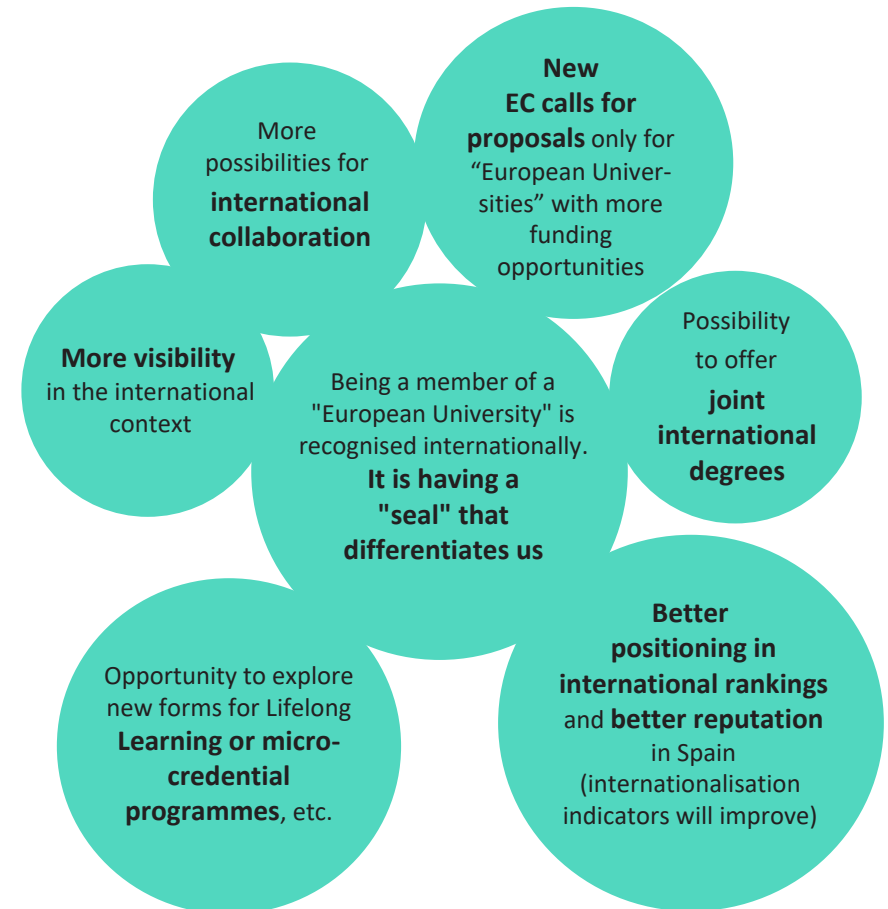 New
EC calls for
proposals only for
“European Univer-
sities” with more
funding
opportunities
More
possibilities for
international
collaboration
Possibility
to offer
joint
international
degrees
More visibility
in the international
context
Being a member of a
"European University" is
recognised internationally.
It is having a
"seal" that
differentiates us
Better
positioning in
international rankings
and better reputation
in Spain
(internationalisation
indicators will improve)
Opportunity to explore
new forms for Lifelong
Learning or micro-
credential
programmes, etc.